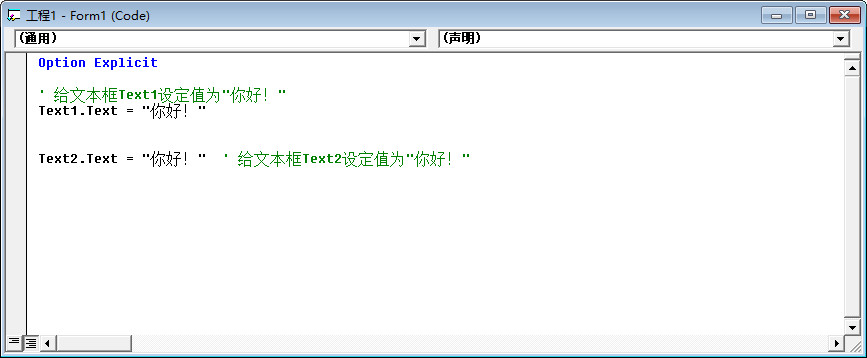 工程1 - Form1 (Code)
(通用) (声明)
Option Explicit
' 给文本框Text1设定值为"你好！"
Text1.Text = "你好！"
Text2.Text = "你好！" ' 给文本框Text2设定值为"你好！"